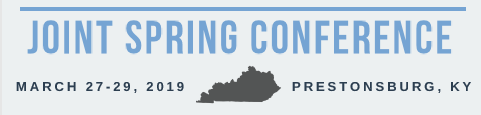 JOINT SPRING CONFERENCE
MARCH 27-29, 2019 PRESTONSBURG, KY